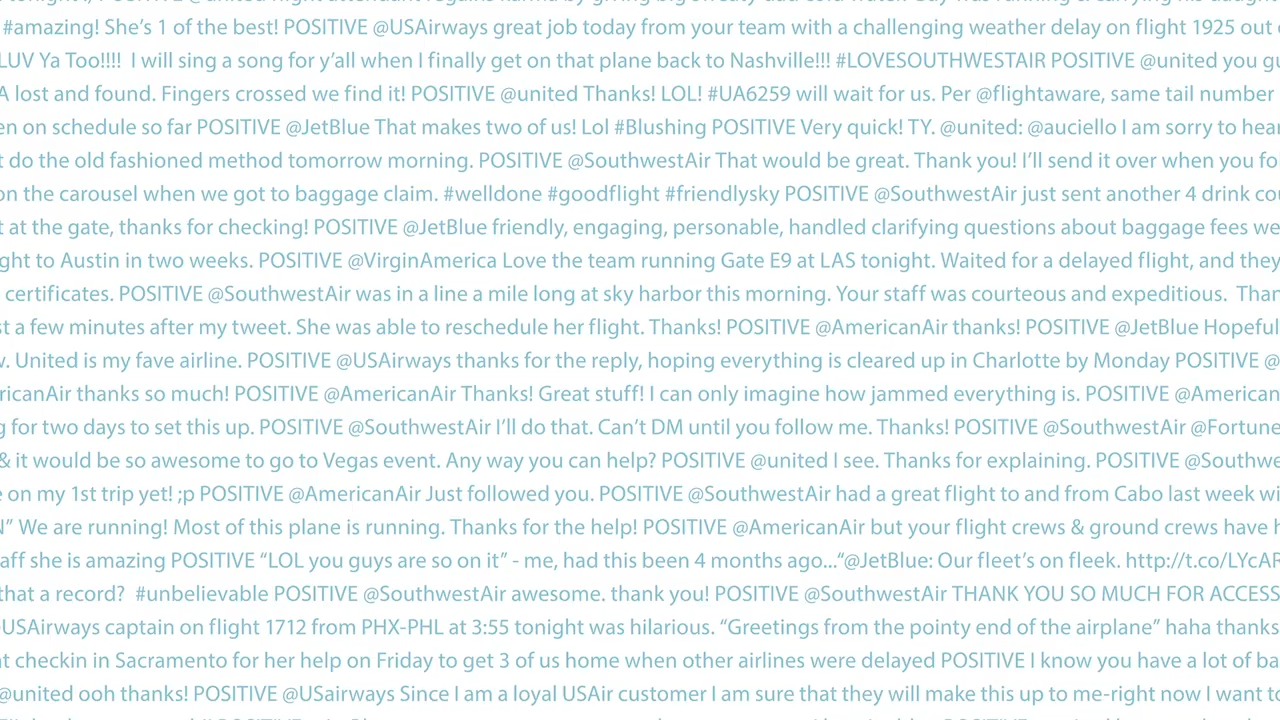 #amazing! She's 1 of the best! POSITIVE @USAirways great job today from your team with a challenging weather delay on flight 1925 out
LUV Ya Too!!!!  I will sing a song for y'all when I finally get on that plane back to Nashville!!! #LOVESOUTHWESTAIR POSITIVE @united you
A lost and found. Fingers crossed we find it! POSITIVE @united Thanks! LOL! #UA6259 will wait for us. Per @flightaware, same tail number
en on schedule so far POSITIVE @JetBlue That makes two of us! Lol #Blushing POSITIVE Very quick! TY. @united: @auciello I am sorry to hear
t do the old fashioned method tomorrow morning. POSITIVE @SouthwestAir That would be great. Thank you! I'll send it over when you fo
on the carousel when we got to baggage claim. #welldone #goodflight #friendlysky POSITIVE @SouthwestAir just sent another 4 drink cou
t at the gate, thanks for checking! POSITIVE @JetBlue friendly, engaging, personable, handled clarifying questions about baggage fees we
ght to Austin in two weeks. POSITIVE @VirginAmerica Love the team running Gate E9 at LAS tonight. Waited for a delayed flight, and they
certificates. POSITIVE @SouthwestAir was in a line a mile long at sky harbor this morning. Your staff was courteous and expeditious.  Than
st a few minutes after my tweet. She was able to reschedule her flight. Thanks! POSITIVE @AmericanAir thanks! POSITIVE @JetBlue Hopeful
w. United is my fave airline. POSITIVE @USAirways thanks for the reply, hoping everything is cleared up in Charlotte by Monday POSITIVE @
ricanAir thanks so much! POSITIVE @AmericanAir Thanks! Great stuff! I can only imagine how jammed everything is. POSITIVE @American
g for two days to set this up. POSITIVE @SouthwestAir I'll do that. Can't DM until you follow me. Thanks! POSITIVE @SouthwestAir @Fortune
& it would be so awesome to go to Vegas event. Any way you can help? POSITIVE @united I see. Thanks for explaining. POSITIVE @Southwe
e on my 1st trip yet! ;p POSITIVE @AmericanAir Just followed you. POSITIVE @SouthwestAir had a great flight to and from Cabo last week wi
N" We are running! Most of this plane is running. Thanks for the help! POSITIVE @AmericanAir but your flight crews & ground crews have h
aff she is amazing POSITIVE "LOL you guys are so on it" - me, had this been 4 months ago..."@JetBlue: Our fleet's on fleek. http://t.co/LYcAR
that a record?  #unbelievable POSITIVE @SouthwestAir awesome. thank you! POSITIVE @SouthwestAir THANK YOU SO MUCH FOR ACCESS
@USAirways captain on flight 1712 from PHX-PHL at 3:55 tonight was hilarious. "Greetings from the pointy end of the airplane" haha thanks
at checkin in Sacramento for her help on Friday to get 3 of us home when other airlines were delayed POSITIVE I know you have a lot of ba
@united ooh thanks! POSITIVE @USairways Since I am a loyal USAir customer I am sure that they will make this up to me-right now I want to